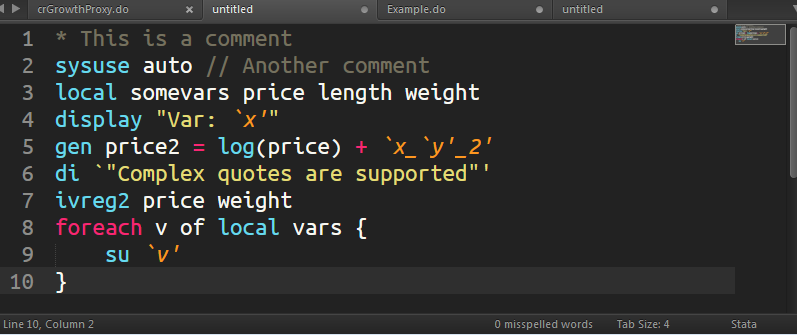 crGrowthProxy.do × untitled Example.do untitled
1 * This is a comment
2 sysuse auto // Another comment
3 local somevars price length weight
4 display "Var: `x'"
5 gen price2 = log(price) + `x_`y'_2'
6 di `"Complex quotes are supported"'
7 ivreg2 price weight
8 foreach v of local vars {
9 su `v'
10 }
Line 10, Column 2 0 misspelled words Tab Size: 4 Stata